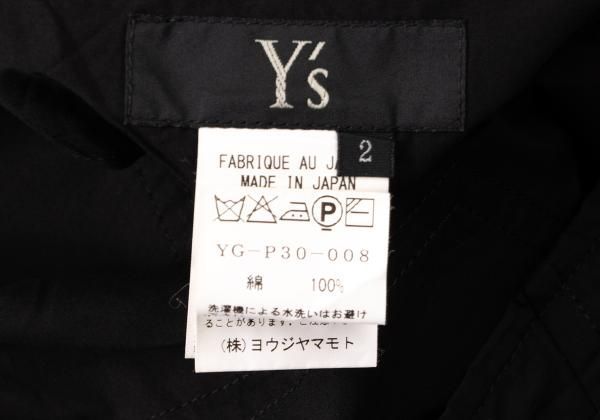 Y's
2
FABRIQUE AU
MADE IN JAPAN
P
YG-P30-008
綿 100%
洗濯機による水洗いはお避け
ることがあります。
(株)ヨウジヤマモト